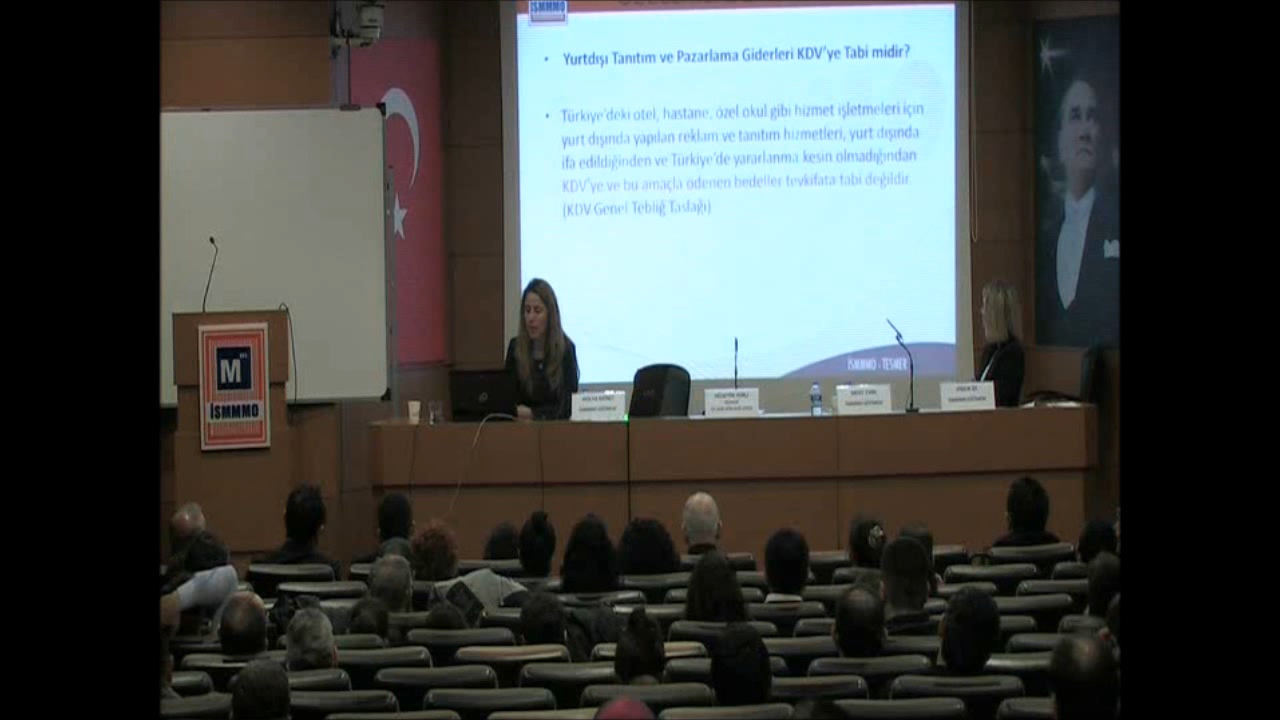 İSMMMO
• Yurtdışı Tanıtım ve Pazarlama Giderleri KDV'ye Tabi midir?
• Türkiye'deki otel, hastane, özel okul gibi hizmet işletmeleri için
yurt dışında yapılan reklam ve tanıtım hizmetleri, yurt dışında
ifa edildiğinden ve Türkiye'de yararlanma kesin olmadığından
KDV'ye ve bu amaçla ödenen bedeller tevkifata tabi değildir.
(KDV Genel Tebliğ Taslağı)
İSMMMO - TESMER
M
İSMMMO